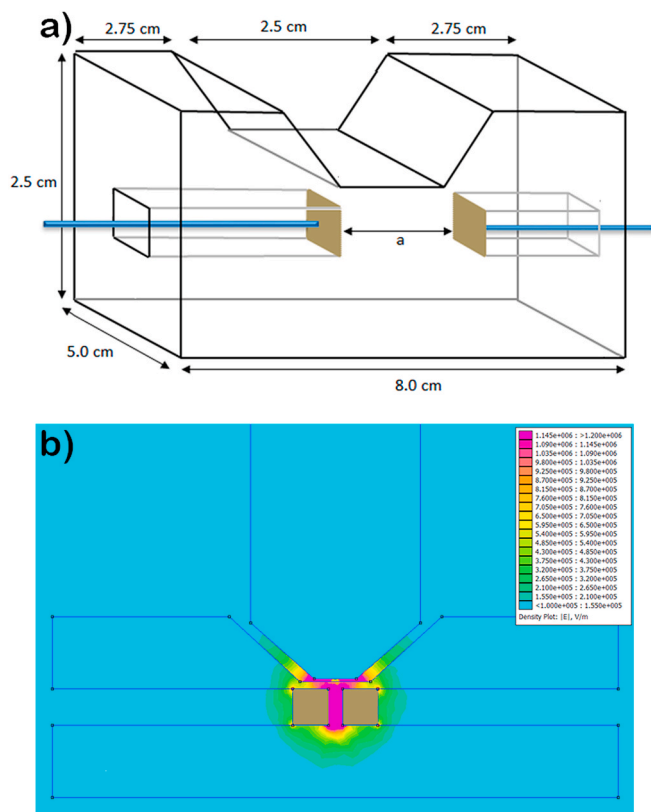 a)
2.75 cm
2.5 cm
2.75 cm
2.5 cm
a
5.0 cm
8.0 cm
b)
1.145e+006 : >1.200e+006
1.090e+006 : 1.145e+006
1.035e+006 : 1.090e+006
9.800e+005 : 1.035e+006
9.250e+005 : 9.800e+005
8.700e+005 : 9.250e+005
8.150e+005 : 8.700e+005
7.600e+005 : 8.150e+005
7.050e+005 : 7.600e+005
6.500e+005 : 7.050e+005
5.950e+005 : 6.500e+005
5.400e+005 : 5.950e+005
4.850e+005 : 5.400e+005
4.300e+005 : 4.850e+005
3.750e+005 : 4.300e+005
3.200e+005 : 3.750e+005
2.650e+005 : 3.200e+005
2.100e+005 : 2.650e+005
1.550e+005 : 2.100e+005
<1.000e+005 : 1.550e+005
Density Plot: |E|, V/m